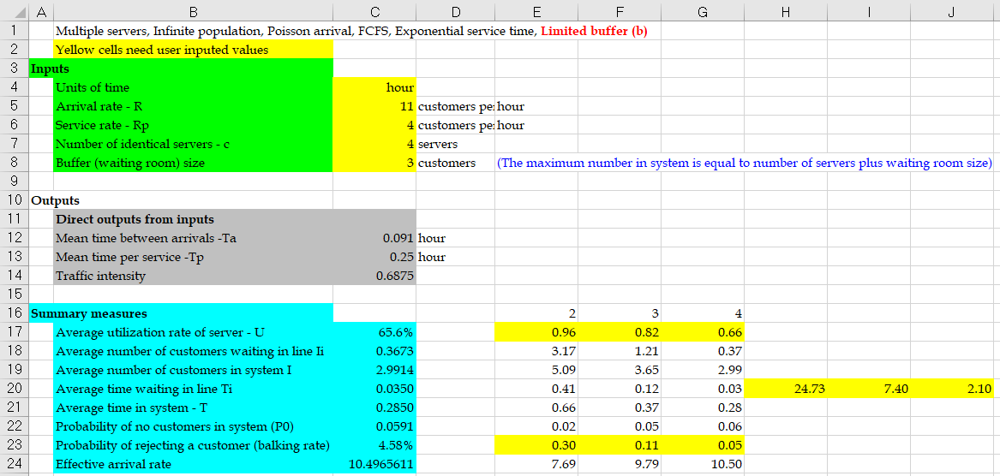 A B C D E F G H I J
1 Multiple servers, Infinite population, Poisson arrival, FCFS, Exponential service time, Limited buffer (b)
2 Yellow cells need user inputed values
3 Inputs
4 Units of time hour
5 Arrival rate - R 11 customers per hour
6 Service rate - Rp 4 customers per hour
7 Number of identical servers - c 4 servers
8 Buffer (waiting room) size 3 customers (The maximum number in system is equal to number of servers plus waiting room size)
9
10 Outputs
11 Direct outputs from inputs
12 Mean time between arrivals -Ta 0.091 hour
13 Mean time per service -Tp 0.25 hour
14 Traffic intensity 0.6875
15
16 Summary measures 2 3 4
17 Average utilization rate of server - U 65.6% 0.96 0.82 0.66
18 Average number of customers waiting in line Ii 0.3673 3.17 1.21 0.37
19 Average number of customers in system I 2.9914 5.09 3.65 2.99
20 Average time waiting in line Ti 0.0350 0.41 0.12 0.03 24.73 7.40 2.10
21 Average time in system - T 0.2850 0.66 0.37 0.28
22 Probability of no customers in system (P0) 0.0591 0.02 0.05 0.06
23 Probability of rejecting a customer (balking rate) 4.58% 0.30 0.11 0.05
24 Effective arrival rate 10.4965611 7.69 9.79 10.50